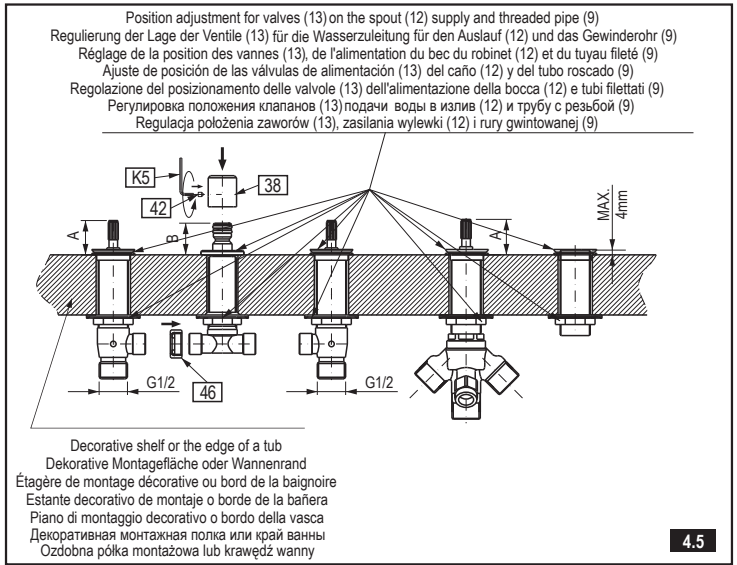 Position adjustment for valves (13) on the spout (12) supply and threaded pipe (9)
Regulierung der Lage der Ventile (13) für die Wasserzuleitung für den Auslauf (12) und das Gewinderohr (9)
Réglage de la position des vannes (13), de l'alimentation du bec du robinet (12) et du tuyau fileté (9)
Ajuste de posición de las válvulas de alimentación (13) del caño (12) y del tubo roscado (9)
Regolazione del posizionamento delle valvole (13) dell'alimentazione della bocca (12) e tubi filettati (9)
Регулировка положения клапанов (13) подачи воды в излив (12) и трубу с резьбой (9)
Regulacja położenia zaworów (13), zasilania wylewki (12) i rury gwintowanej (9)
K5
38
42
A
B
A
MAX.
4mm
G1/2
46
G1/2
Decorative shelf or the edge of a tub
Dekorative Montagefläche oder Wannenrand
Étagère de montage décorative ou bord de la baignoire
Estante decorativo de montaje o borde de la bañera
Piano di montaggio decorativo o bordo della vasca
Декоративная монтажная полка или край ванны
Ozdobna półka montażowa lub krawędź wanny
4.5